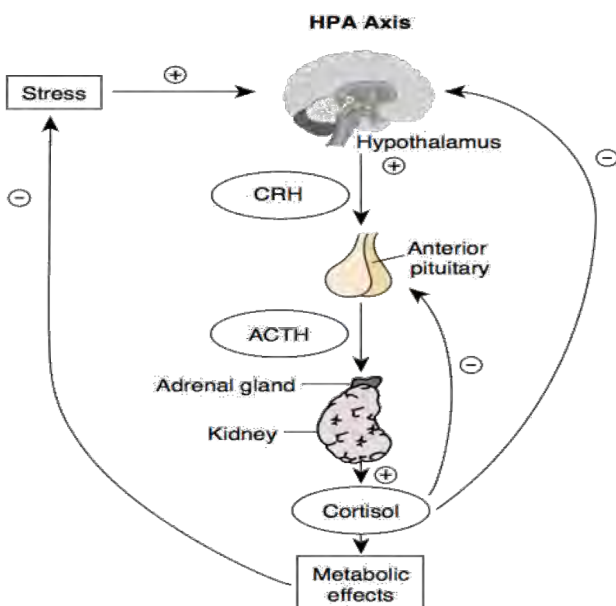 HPA Axis
+
Stress
Hypothalamus
+
−
−
CRH
Anterior
pituitary
ACTH
−
Adrenal gland
Kidney
+
Cortisol
Metabolic
effects